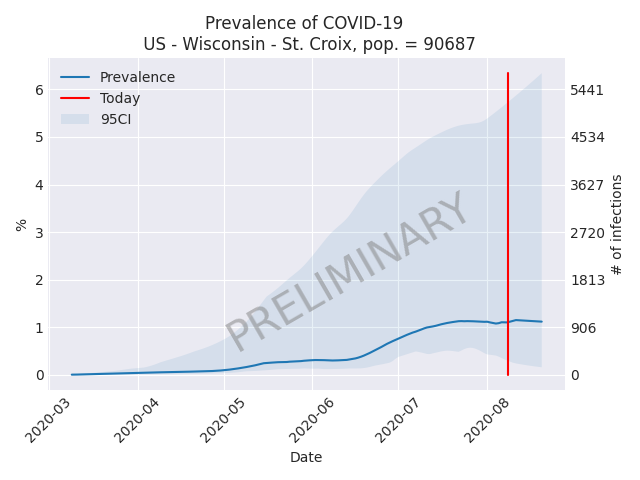 Prevalence of COVID-19
US - Wisconsin - St. Croix, pop. = 90687
Prevalence
Today
95CI
PRELIMINARY
%
6
5
4
3
2
1
0
5441
4534
3627
2720
1813
906
0
# of infections
2020-03
2020-04
2020-05
2020-06
2020-07
2020-08
Date